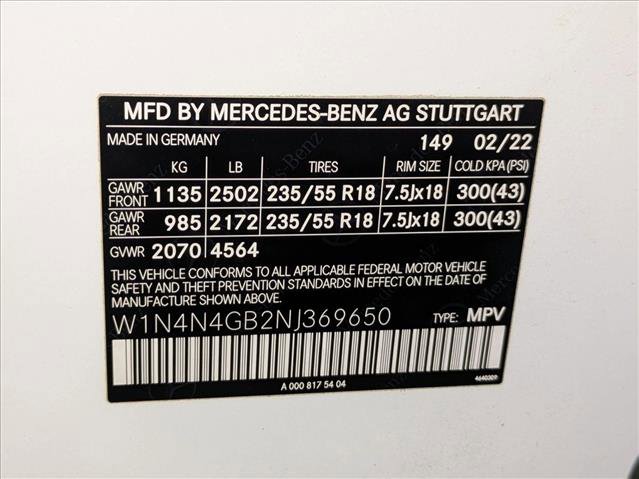 MFD BY MERCEDES-BENZ AG STUTTGART
MADE IN GERMANY 149 02/22
KG LB TIRES RIM SIZE COLD KPA(PSI)
GAWR FRONT 1135 2502 235/55 R18 7.5Jx18 300(43)
GAWR REAR 985 2172 235/55 R18 7.5Jx18 300(43)
GVWR 2070 4564
THIS VEHICLE CONFORMS TO ALL APPLICABLE FEDERAL MOTOR VEHICLE
SAFETY AND THEFT PREVENTION STANDARDS IN EFFECT ON THE DATE OF
MANUFACTURE SHOWN ABOVE
W1N4N4GB2NJ369650 TYPE: MPV
A 000 817 54 04 4640309